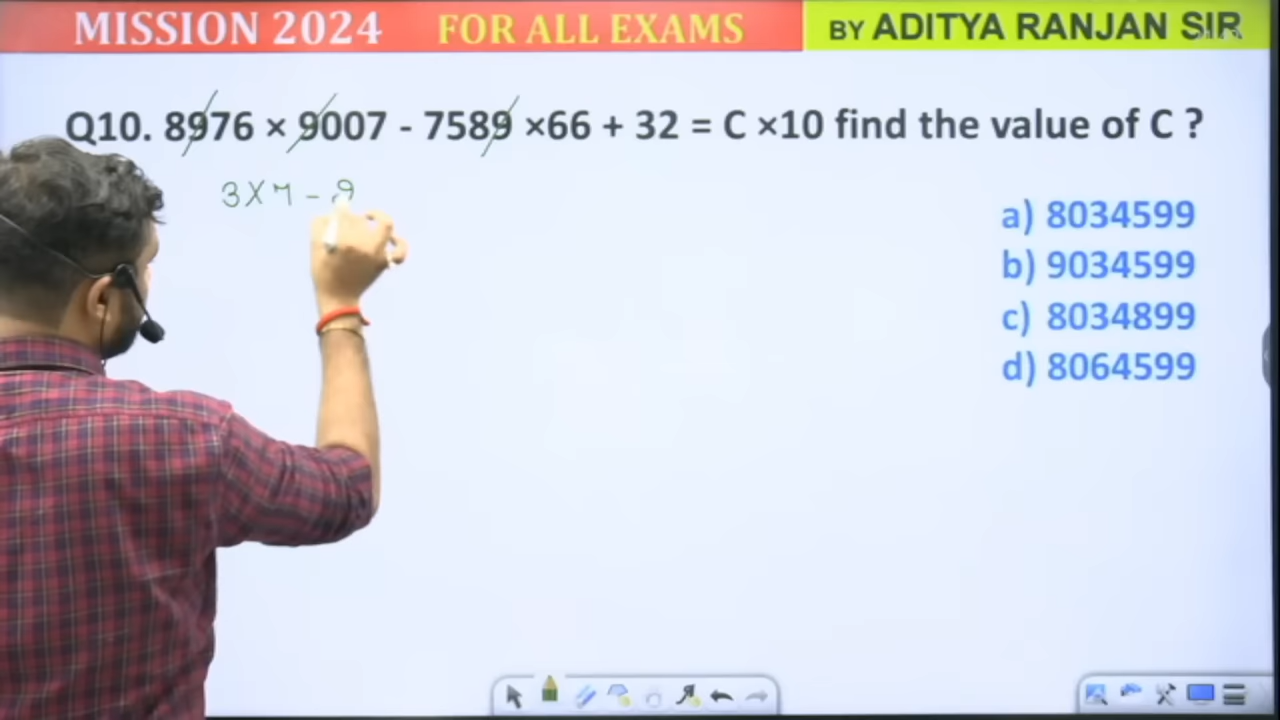 MISSION 2024 FOR ALL EXAMS BY ADITYA RANJAN SIR
Q10. 8976 × 9007 - 7589 ×66 + 32 = C ×10 find the value of C ?
3 X 7 -
a) 8034599
b) 9034599
c) 8034899
d) 8064599